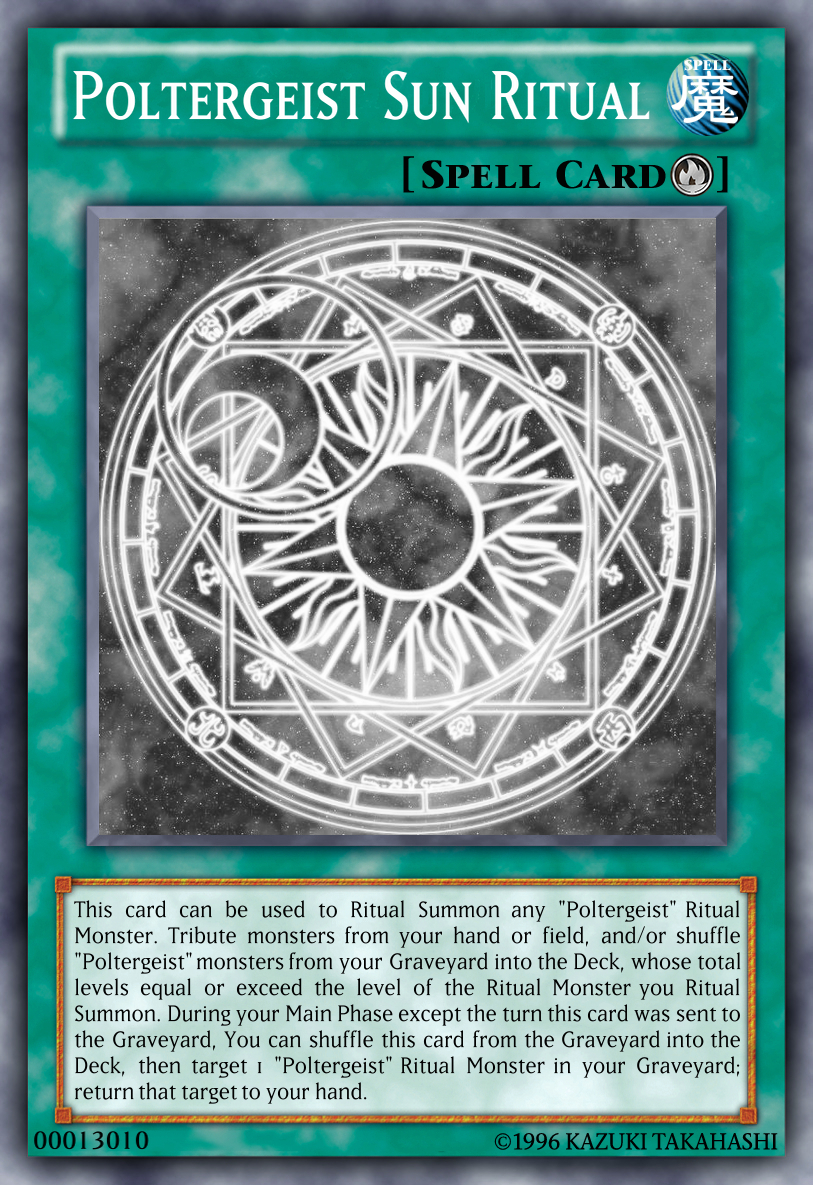 Poltergeist Sun Ritual
SPELL
魔
[Spell Card]
This card can be used to Ritual Summon any "Poltergeist" Ritual
Monster. Tribute monsters from your hand or field, and/or shuffle
"Poltergeist" monsters from your Graveyard into the Deck, whose total
levels equal or exceed the level of the Ritual Monster you Ritual
Summon. During your Main Phase except the turn this card was sent to
the Graveyard, You can shuffle this card from the Graveyard into the
Deck, then target 1 "Poltergeist" Ritual Monster in your Graveyard;
return that target to your hand.
00013010
©1996 KAZUKI TAKAHASHI